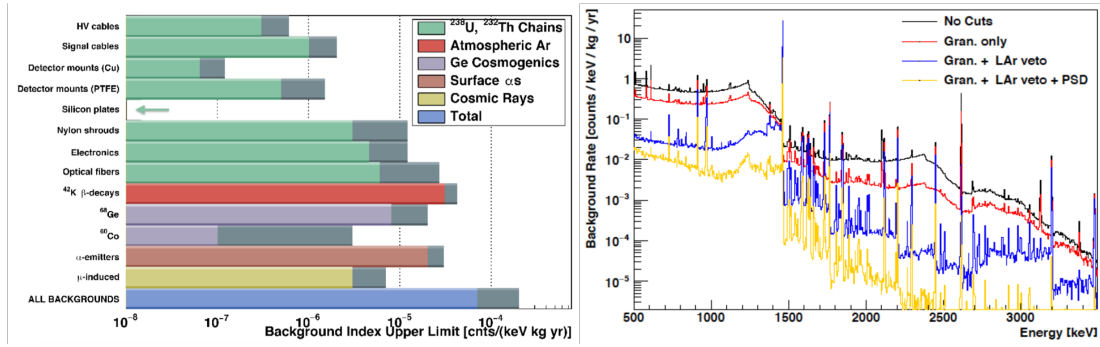 HV cables
Signal cables
Detector mounts (Cu)
Detector mounts (PTFE)
Silicon plates
Nylon shrouds
Electronics
Optical fibers
⁴²K β-decays
⁶⁸Ge
⁶⁰Co
α-emitters
μ-induced
ALL BACKGROUNDS
²³⁸U, ²³²Th Chains
Atmospheric Ar
Ge Cosmogenics
Surface αs
Cosmic Rays
Total
10⁻⁸ 10⁻⁷ 10⁻⁶ 10⁻⁵ 10⁻⁴
Background Index Upper Limit [cnts/(keV kg yr)]
Background Rate [counts / keV / kg / yr]
10
1
10⁻¹
10⁻²
10⁻³
10⁻⁴
10⁻⁵
No Cuts
Gran. only
Gran. + LAr veto
Gran. + LAr veto + PSD
500 1000 1500 2000 2500 3000 3500
Energy [keV]